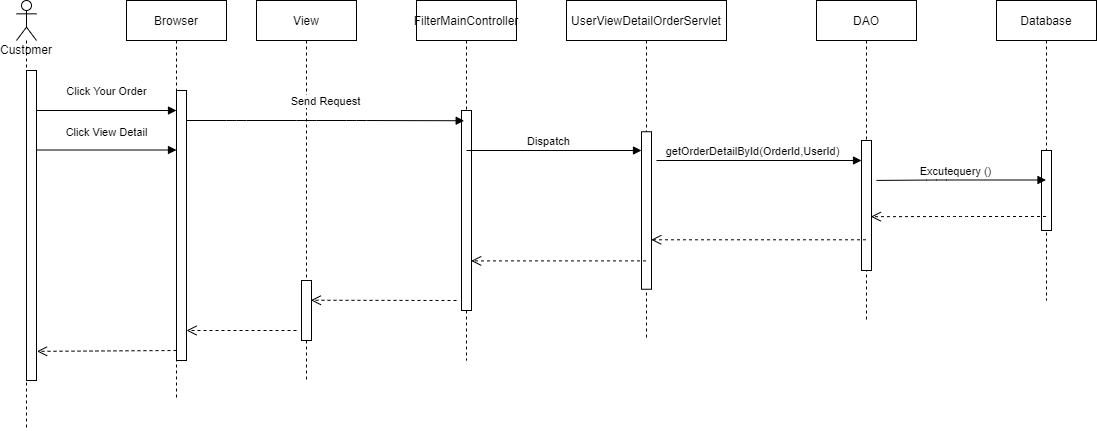 Customer
Browser
View
FilterMainController
UserViewDetailOrderServlet
DAO
Database
Click Your Order
Send Request
Click View Detail
Dispatch
getOrderDetailById(OrderId,UserId)
Excutequery ()